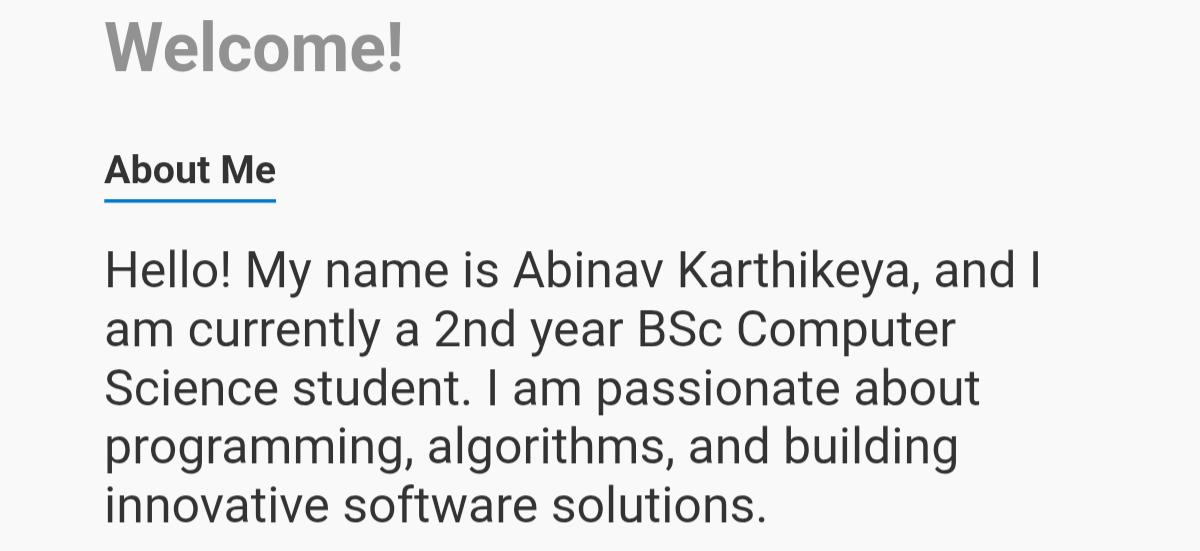 Welcome!
About Me
Hello! My name is Abinav Karthikeya, and I
am currently a 2nd year BSc Computer
Science student. I am passionate about
programming, algorithms, and building
innovative software solutions.